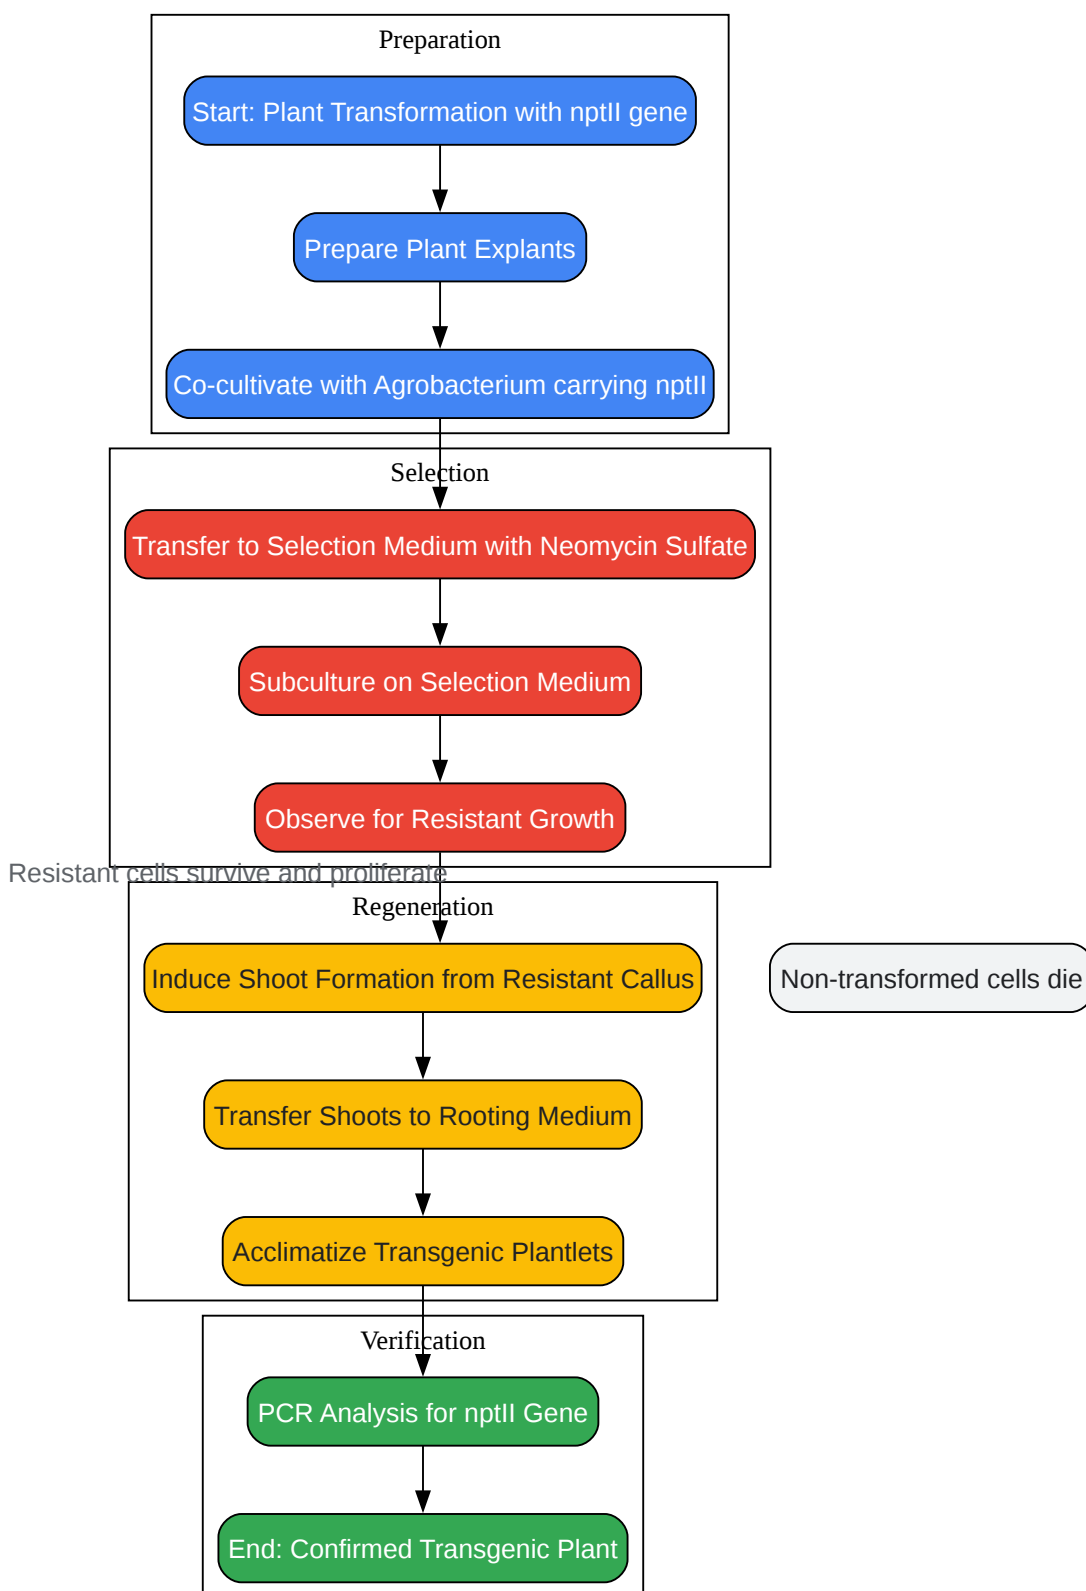 Preparation
Start: Plant Transformation with nptII gene
Prepare Plant Explants
Co-cultivate with Agrobacterium carrying nptII
Selection
Transfer to Selection Medium with Neomycin Sulfate
Subculture on Selection Medium
Observe for Resistant Growth
Resistant cells survive and proliferate
Regeneration
Induce Shoot Formation from Resistant Callus
Non-transformed cells die
Transfer Shoots to Rooting Medium
Acclimatize Transgenic Plantlets
Verification
PCR Analysis for nptII Gene
End: Confirmed Transgenic Plant